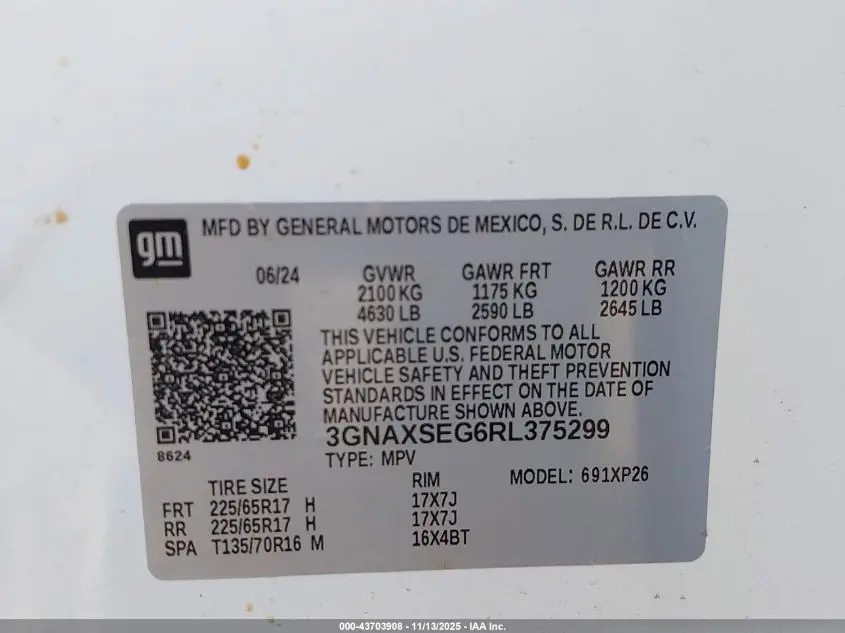 gm
MFD BY GENERAL MOTORS DE MEXICO, S. DE R.L. DE C.V.
06/24 GVWR GAWR FRT GAWR RR
2100 KG 1175 KG 1200 KG
4630 LB 2590 LB 2645 LB
THIS VEHICLE CONFORMS TO ALL
APPLICABLE U.S. FEDERAL MOTOR
VEHICLE SAFETY AND THEFT PREVENTION
STANDARDS IN EFFECT ON THE DATE OF
MANUFACTURE SHOWN ABOVE.
3GNAXSEG6RL375299
8624
TYPE: MPV
TIRE SIZE RIM MODEL: 691XP26
FRT 225/65R17 H 17X7J
RR 225/65R17 H 17X7J
SPA T135/70R16 M 16X4BT
000-43703908 - 11/13/2025 - IAA Inc.